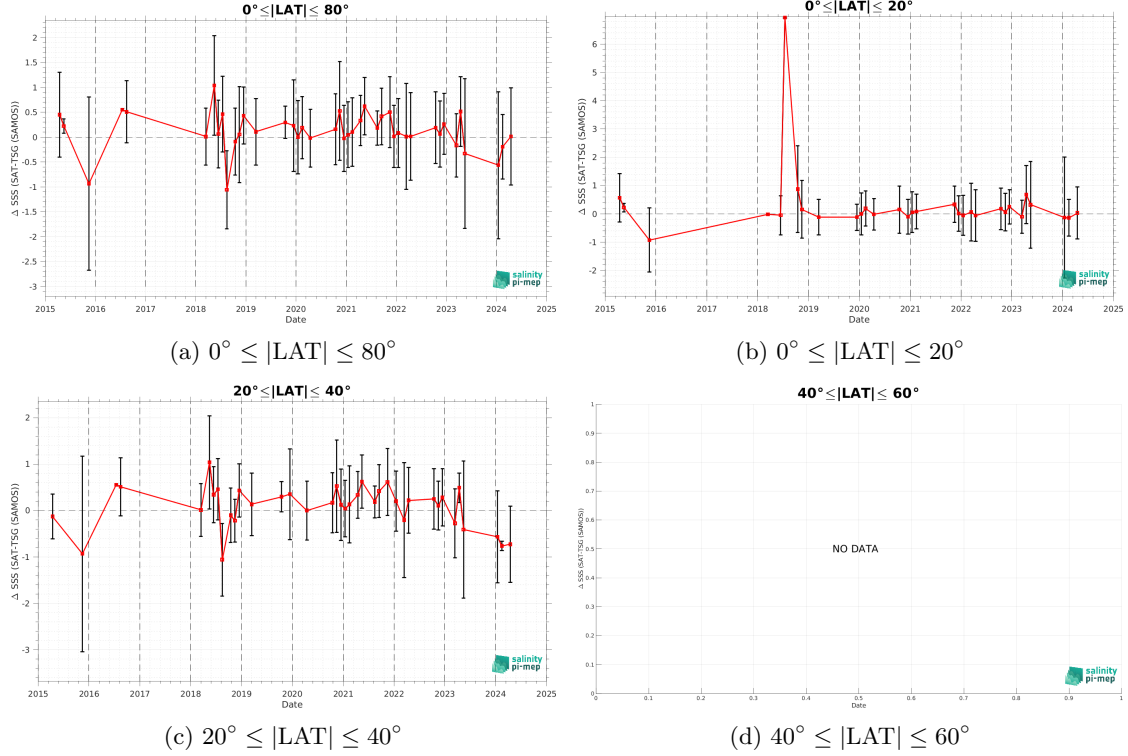 0°≤|LAT|≤ 80°
Δ SSS (SAT-TSG (SAMOS))
2
1.5
1
0.5
0
-0.5
-1
-1.5
-2
-2.5
-3
2015 2016 2017 2018 2019 2020 2021 2022 2023 2024 2025
Date
salinity
pi-mep
(a) 0° ≤ |LAT| ≤ 80°
0°≤|LAT|≤ 20°
Δ SSS (SAT-TSG (SAMOS))
6
5
4
3
2
1
0
-1
-2
2015 2016 2017 2018 2019 2020 2021 2022 2023 2024 2025
Date
salinity
pi-mep
(b) 0° ≤ |LAT| ≤ 20°
20°≤|LAT|≤ 40°
Δ SSS (SAT-TSG (SAMOS))
2
1
0
-1
-2
-3
2015 2016 2017 2018 2019 2020 2021 2022 2023 2024 2025
Date
salinity
pi-mep
(c) 20° ≤ |LAT| ≤ 40°
40°≤|LAT|≤ 60°
Δ SSS (SAT-TSG (SAMOS))
1
0.9
0.8
0.7
0.6
0.5
0.4
0.3
0.2
0.1
0
NO DATA
0 0.1 0.2 0.3 0.4 0.5 0.6 0.7 0.8 0.9 1
Date
salinity
pi-mep
(d) 40° ≤ |LAT| ≤ 60°